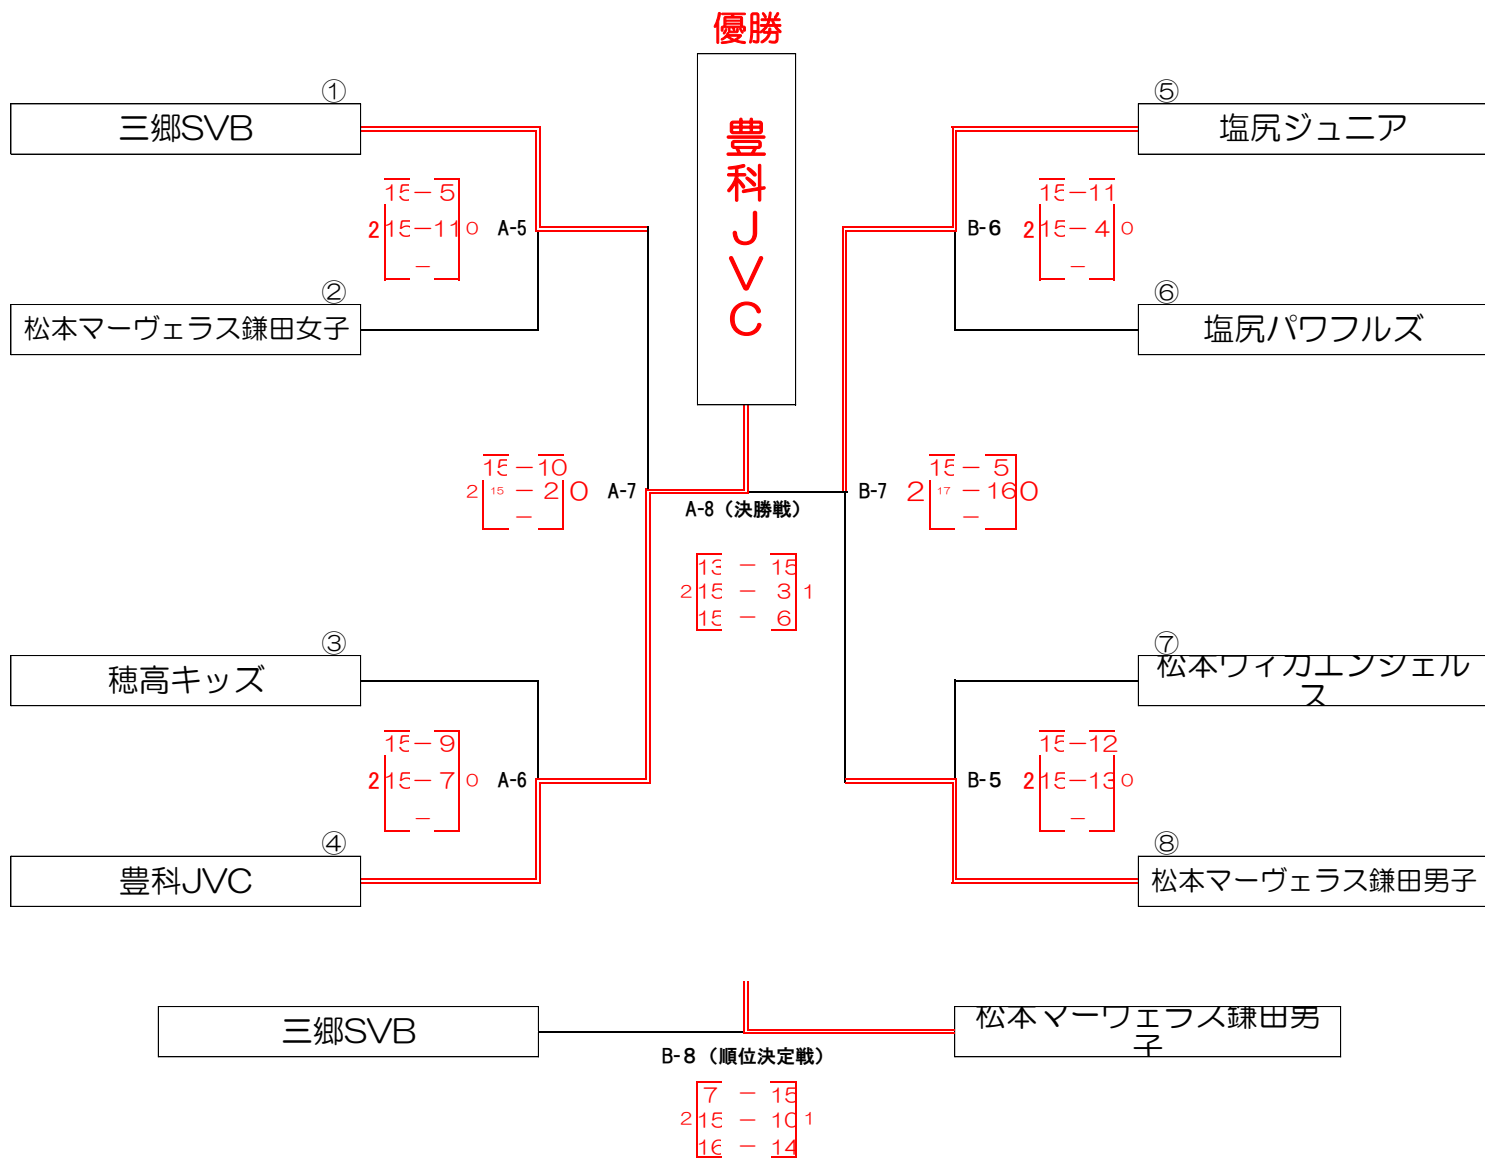 優勝
豊科JVC
①
三郷SVB
15－5
2 15－11 0
－
A-5
②
松本マーヴェラス鎌田女子
15－10
2 15－2 0
－
A-7
③
穂高キッズ
15－9
2 15－7 0
－
A-6
④
豊科JVC
A-8（決勝戦）
13－15
2 15－3 1
15－6
⑤
塩尻ジュニア
B-6
15－11
2 15－4 0
－
⑥
塩尻パワフルズ
B-7
15－5
2 17－16 0
－
⑦
松本ヴィガエンジェル
ス
B-5
15－12
2 15－13 0
－
⑧
松本マーヴェラス鎌田男子
三郷SVB
松本マーヴェラス鎌田男
子
B-8（順位決定戦）
7－15
2 15－10 1
16－14